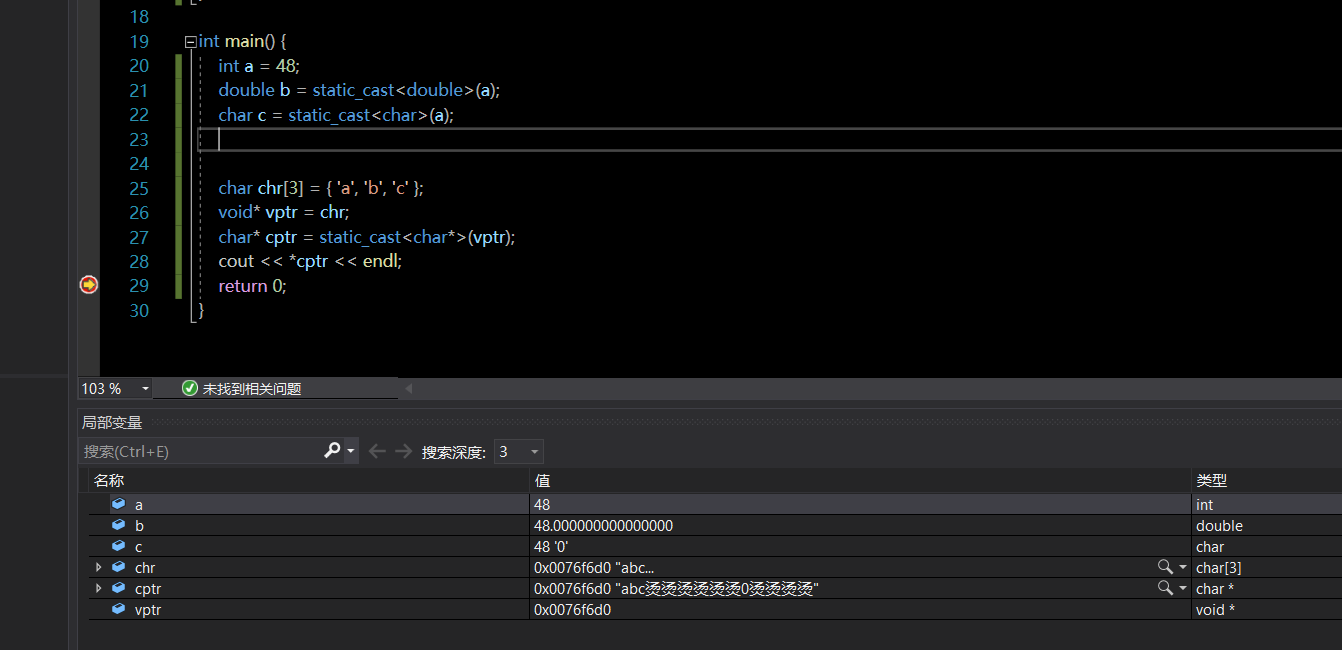 18
19 int main() {
20 int a = 48;
21 double b = static_cast<double>(a);
22 char c = static_cast<char>(a);
23
24
25 char chr[3] = { 'a', 'b', 'c' };
26 void* vptr = chr;
27 char* cptr = static_cast<char*>(vptr);
28 cout << *cptr << endl;
29 return 0;
30 }
103 % 未找到相关问题
局部变量
搜索(Ctrl+E) 搜索深度: 3
名称 值 类型
a 48 int
b 48.000000000000000 double
c 48 '0' char
chr 0x0076f6d0 "abc... char[3]
cptr 0x0076f6d0 "abc烫烫烫烫烫烫0烫烫烫烫" char *
vptr 0x0076f6d0 void *